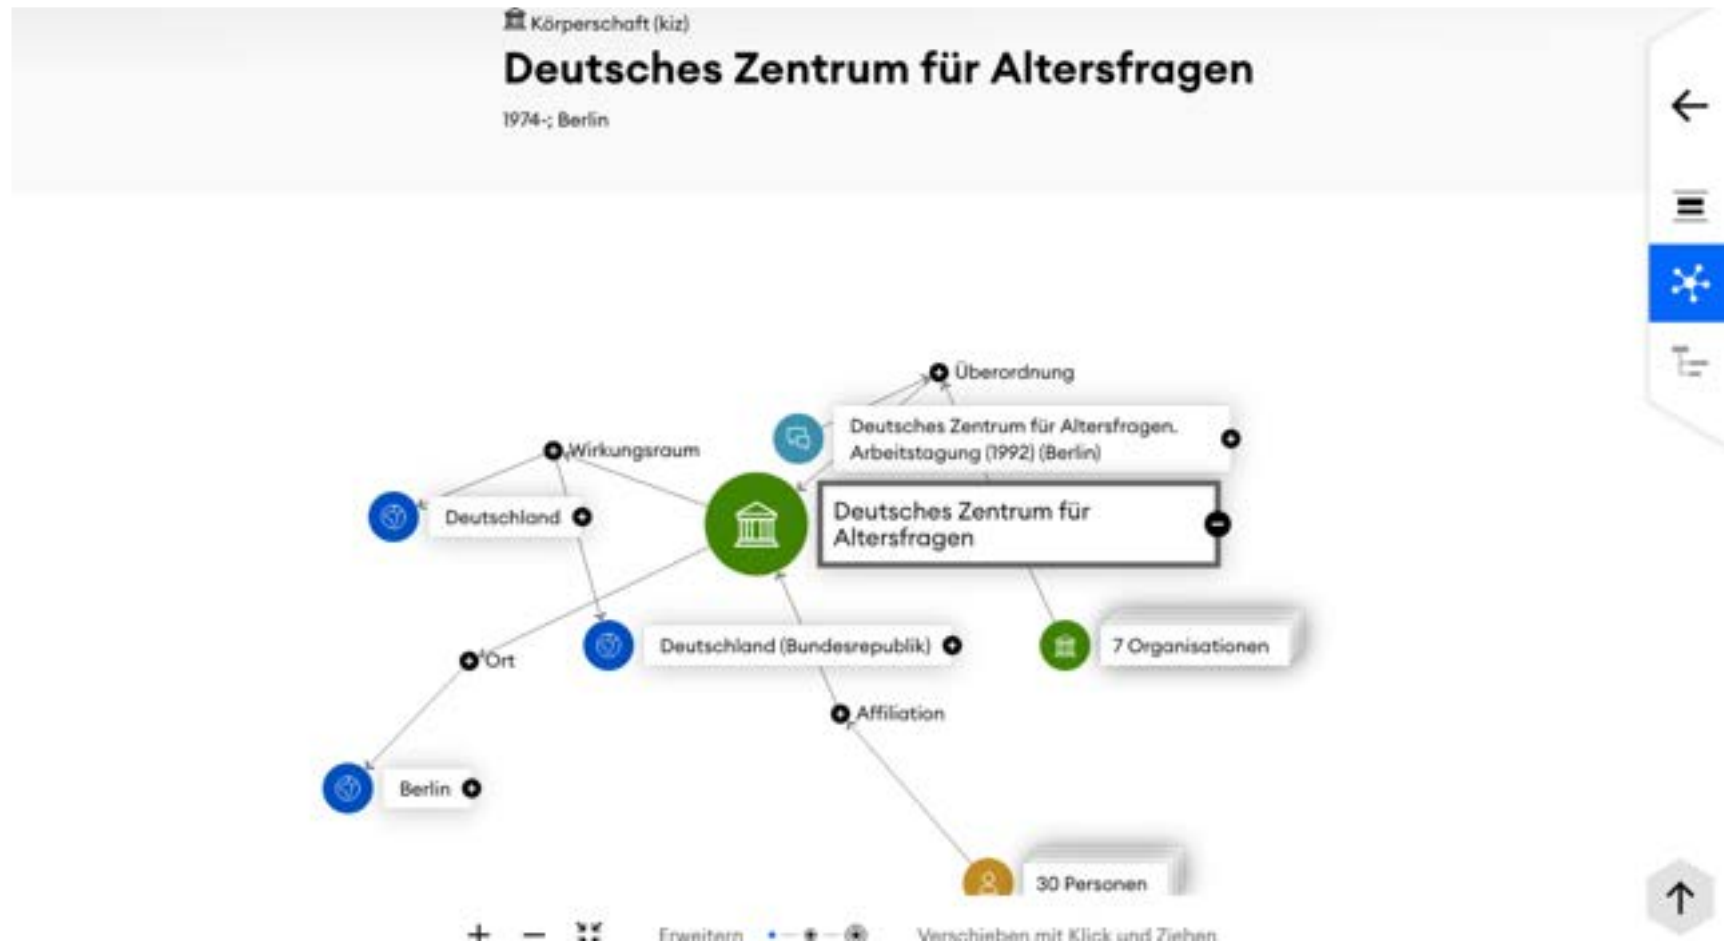 Körperschaft (kiz)
Deutsches Zentrum für Altersfragen
1974-; Berlin
Überordnung
Deutsches Zentrum für Altersfragen.
Arbeitstagung (1992) (Berlin)
Wirkungsraum
Deutschland
Deutsches Zentrum für
Altersfragen
Deutschland (Bundesrepublik)
7 Organisationen
Ort
Affiliation
Berlin
30 Personen
Erweitern
Verschieben mit Klick und Ziehen